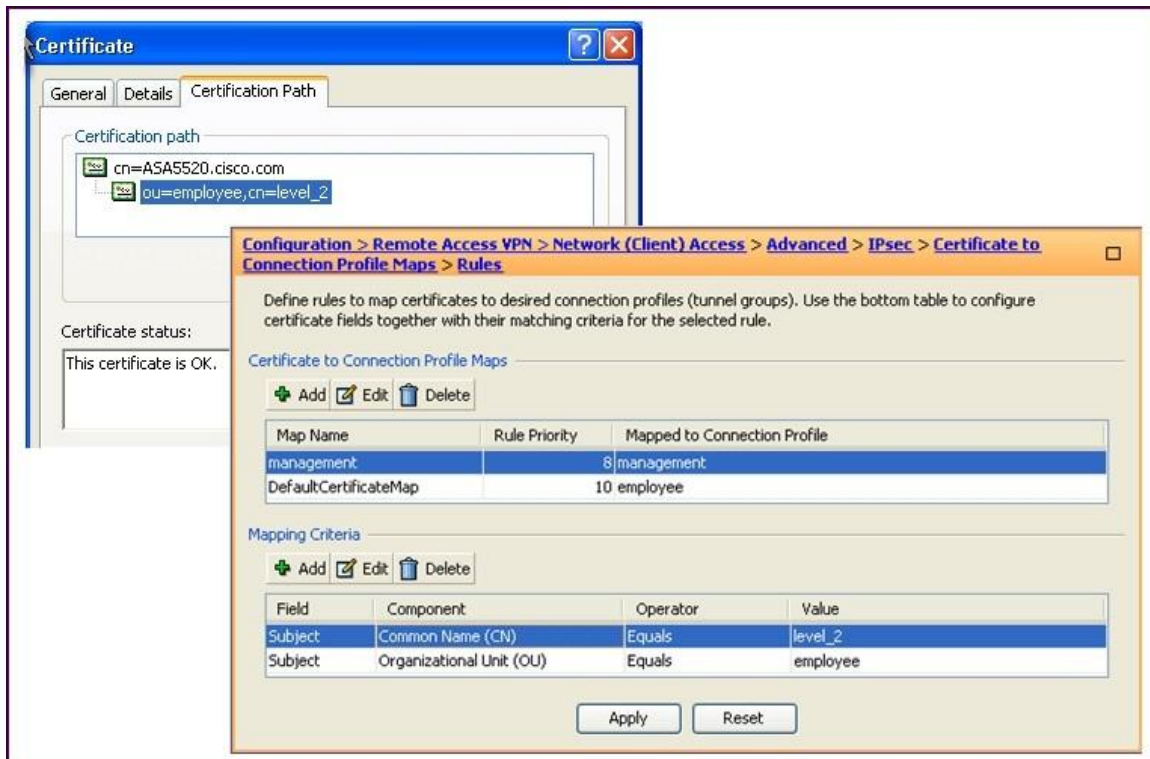 Certificate
General Details Certification Path
Certification path
cn=ASA5520.cisco.com
ou=employee,cn=level_2
Certificate status:
This certificate is OK.
Configuration > Remote Access VPN > Network (Client) Access > Advanced > IPsec > Certificate to
Connection Profile Maps > Rules
Define rules to map certificates to desired connection profiles (tunnel groups). Use the bottom table to configure
certificate fields together with their matching criteria for the selected rule.
Certificate to Connection Profile Maps
Add Edit Delete
Map Name Rule Priority Mapped to Connection Profile
management 8 management
DefaultCertificateMap 10 employee
Mapping Criteria
Add Edit Delete
Field Component Operator Value
Subject Common Name (CN) Equals level_2
Subject Organizational Unit (OU) Equals employee
Apply Reset